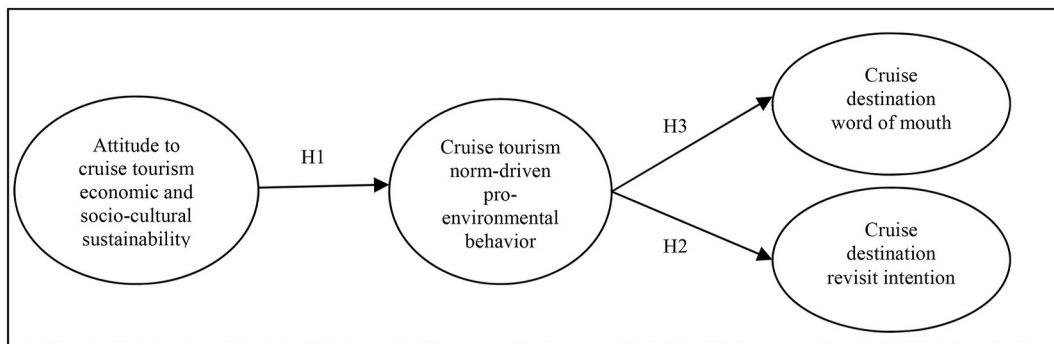 Attitude to
cruise tourism
economic and
socio-cultural
sustainability
H1
Cruise tourism
norm-driven
pro-
environmental
behavior
H3
H2
Cruise
destination
word of mouth
Cruise
destination
revisit intention